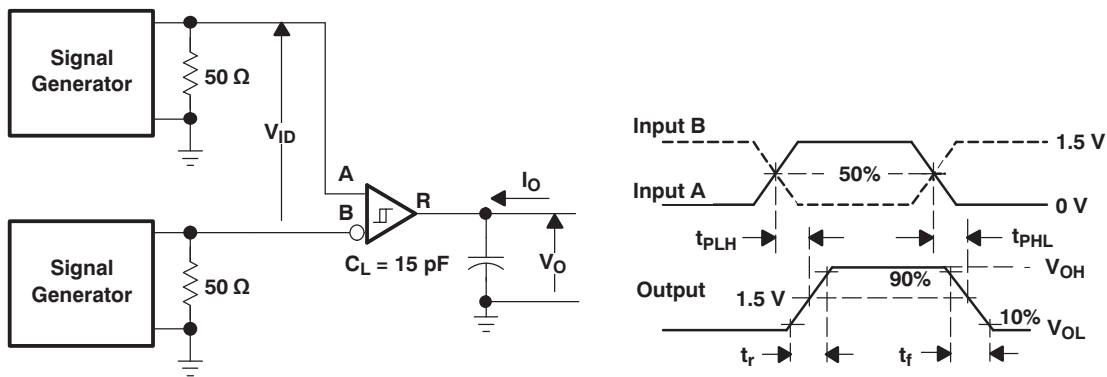 Signal
Generator
50 Ω
V_ID
A
B
R
I_O
C_L = 15 pF
V_O
Signal
Generator
50 Ω
Input B
1.5 V
50%
Input A
0 V
t_PLH
t_PHL
V_OH
90%
Output
1.5 V
10%
V_OL
t_r
t_f